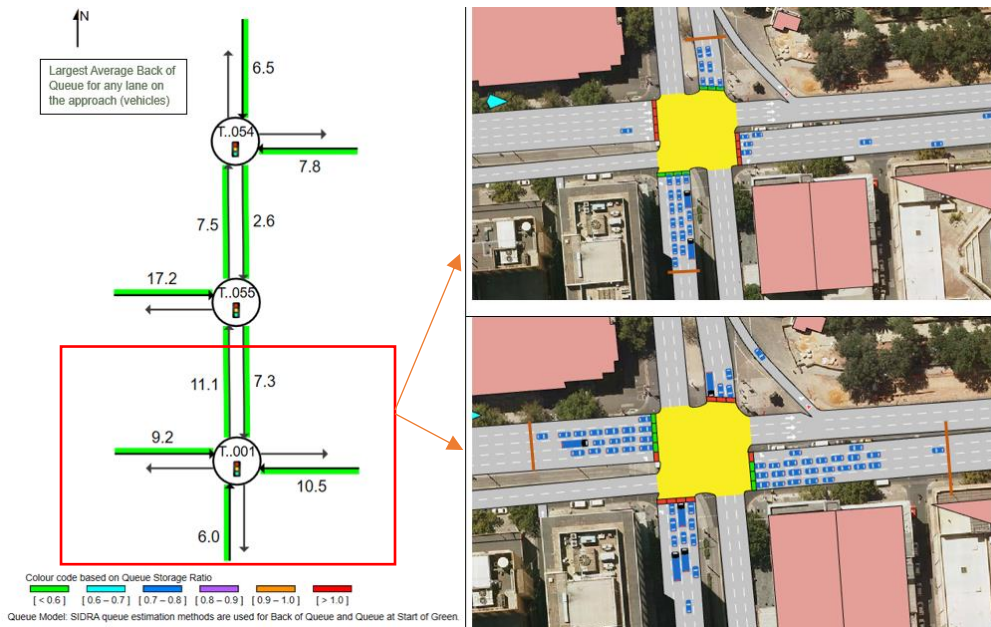 N
Largest Average Back of
Queue for any lane on
the approach (vehicles)
6.5
T..054
7.8
7.5
2.6
17.2
T..055
11.1
7.3
9.2
T..001
10.5
6.0
Colour code based on Queue Storage Ratio
[ < 0.6 ] [ 0.6 – 0.7 ] [ 0.7 – 0.8 ] [ 0.8 – 0.9 ] [ 0.9 – 1.0 ] [ > 1.0 ]
Queue Model: SIDRA queue estimation methods are used for Back of Queue and Queue at Start of Green.